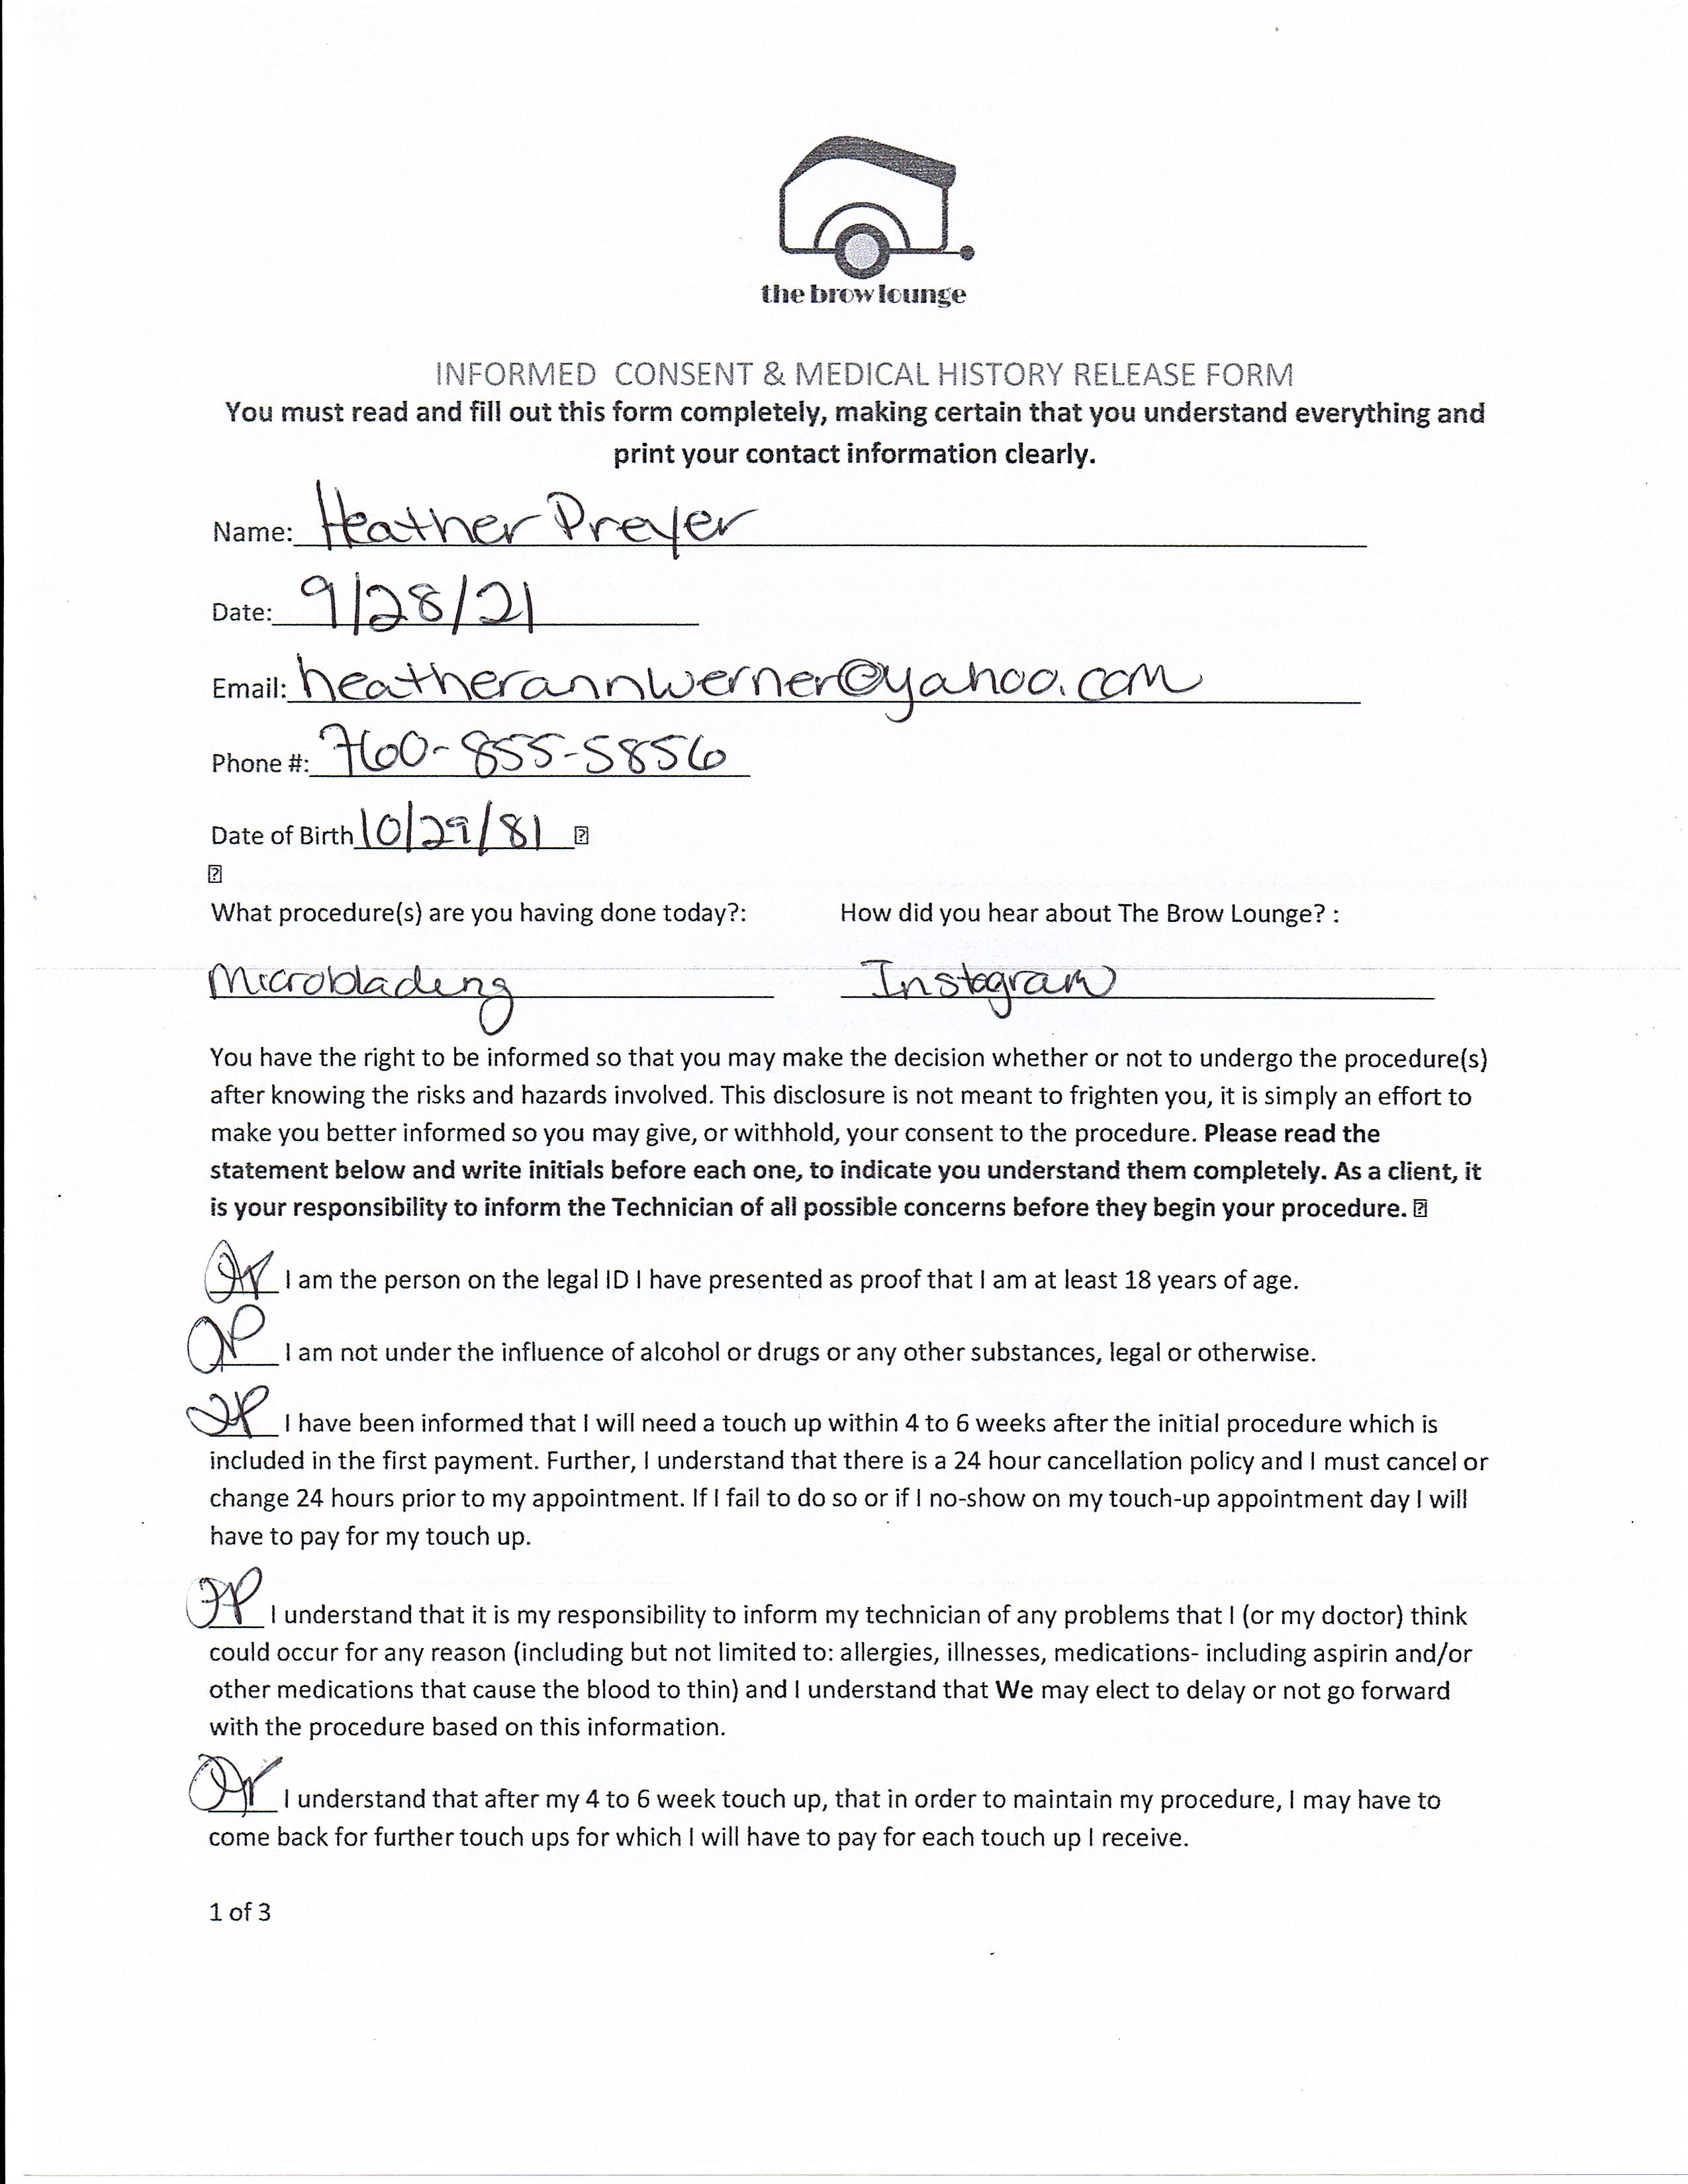 the brow lounge
INFORMED CONSENT & MEDICAL HISTORY RELEASE FORM
You must read and fill out this form completely, making certain that you understand everything and
print your contact information clearly.
Name: Heather Preyer
Date: 9/28/21
Email: heatherannwerner@yahoo.com
Phone #: 760-855-5856
Date of Birth 10/29/81
What procedure(s) are you having done today?: How did you hear about The Brow Lounge? :
Microblading Instagram
You have the right to be informed so that you may make the decision whether or not to undergo the procedure(s)
after knowing the risks and hazards involved. This disclosure is not meant to frighten you, it is simply an effort to
make you better informed so you may give, or withhold, your consent to the procedure. Please read the
statement below and write initials before each one, to indicate you understand them completely. As a client, it
is your responsibility to inform the Technician of all possible concerns before they begin your procedure.
I am the person on the legal ID I have presented as proof that I am at least 18 years of age.
I am not under the influence of alcohol or drugs or any other substances, legal or otherwise.
I have been informed that I will need a touch up within 4 to 6 weeks after the initial procedure which is
included in the first payment. Further, I understand that there is a 24 hour cancellation policy and I must cancel or
change 24 hours prior to my appointment. If I fail to do so or if I no-show on my touch-up appointment day I will
have to pay for my touch up.
I understand that it is my responsibility to inform my technician of any problems that I (or my doctor) think
could occur for any reason (including but not limited to: allergies, illnesses, medications- including aspirin and/or
other medications that cause the blood to thin) and I understand that We may elect to delay or not go forward
with the procedure based on this information.
I understand that after my 4 to 6 week touch up, that in order to maintain my procedure, I may have to
come back for further touch ups for which I will have to pay for each touch up I receive.
1 of 3